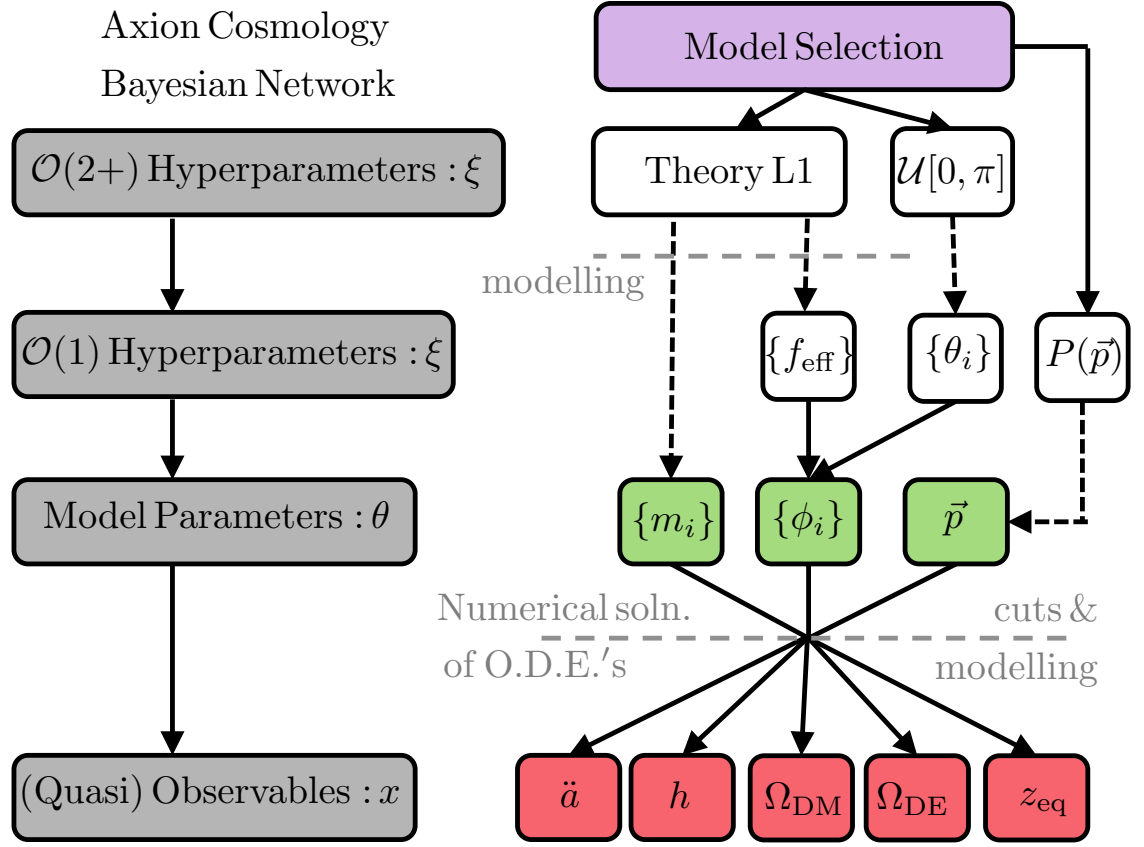 Axion Cosmology
Bayesian Network
Model Selection
𝒪(2+) Hyperparameters : ξ
Theory L1
𝒰[0, π]
modelling
𝒪(1) Hyperparameters : ξ
{f_eff}
{θ_i}
P(p⃗)
Model Parameters : θ
{m_i}
{ϕ_i}
p⃗
Numerical soln.
cuts &
of O.D.E.′s
modelling
(Quasi) Observables : x
ä
h
Ω_DM
Ω_DE
z_eq